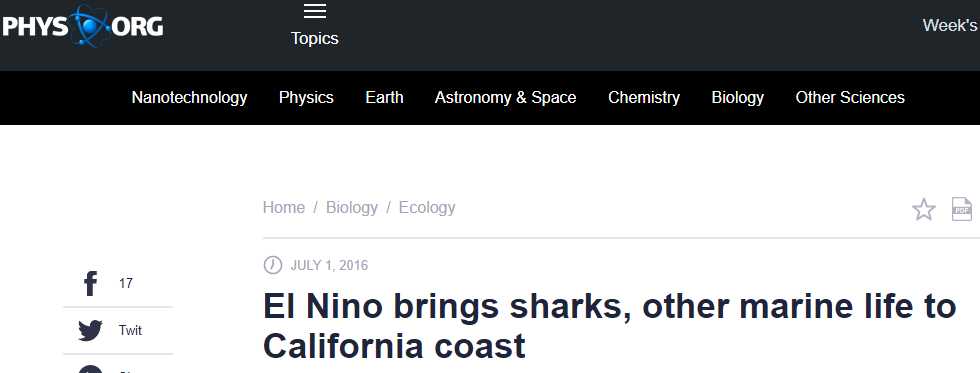 PHYS ORG
Topics
Week's
Nanotechnology Physics Earth Astronomy & Space Chemistry Biology Other Sciences
Home / Biology / Ecology
PDF
JULY 1, 2016
17
El Nino brings sharks, other marine life to
Twit
California coast